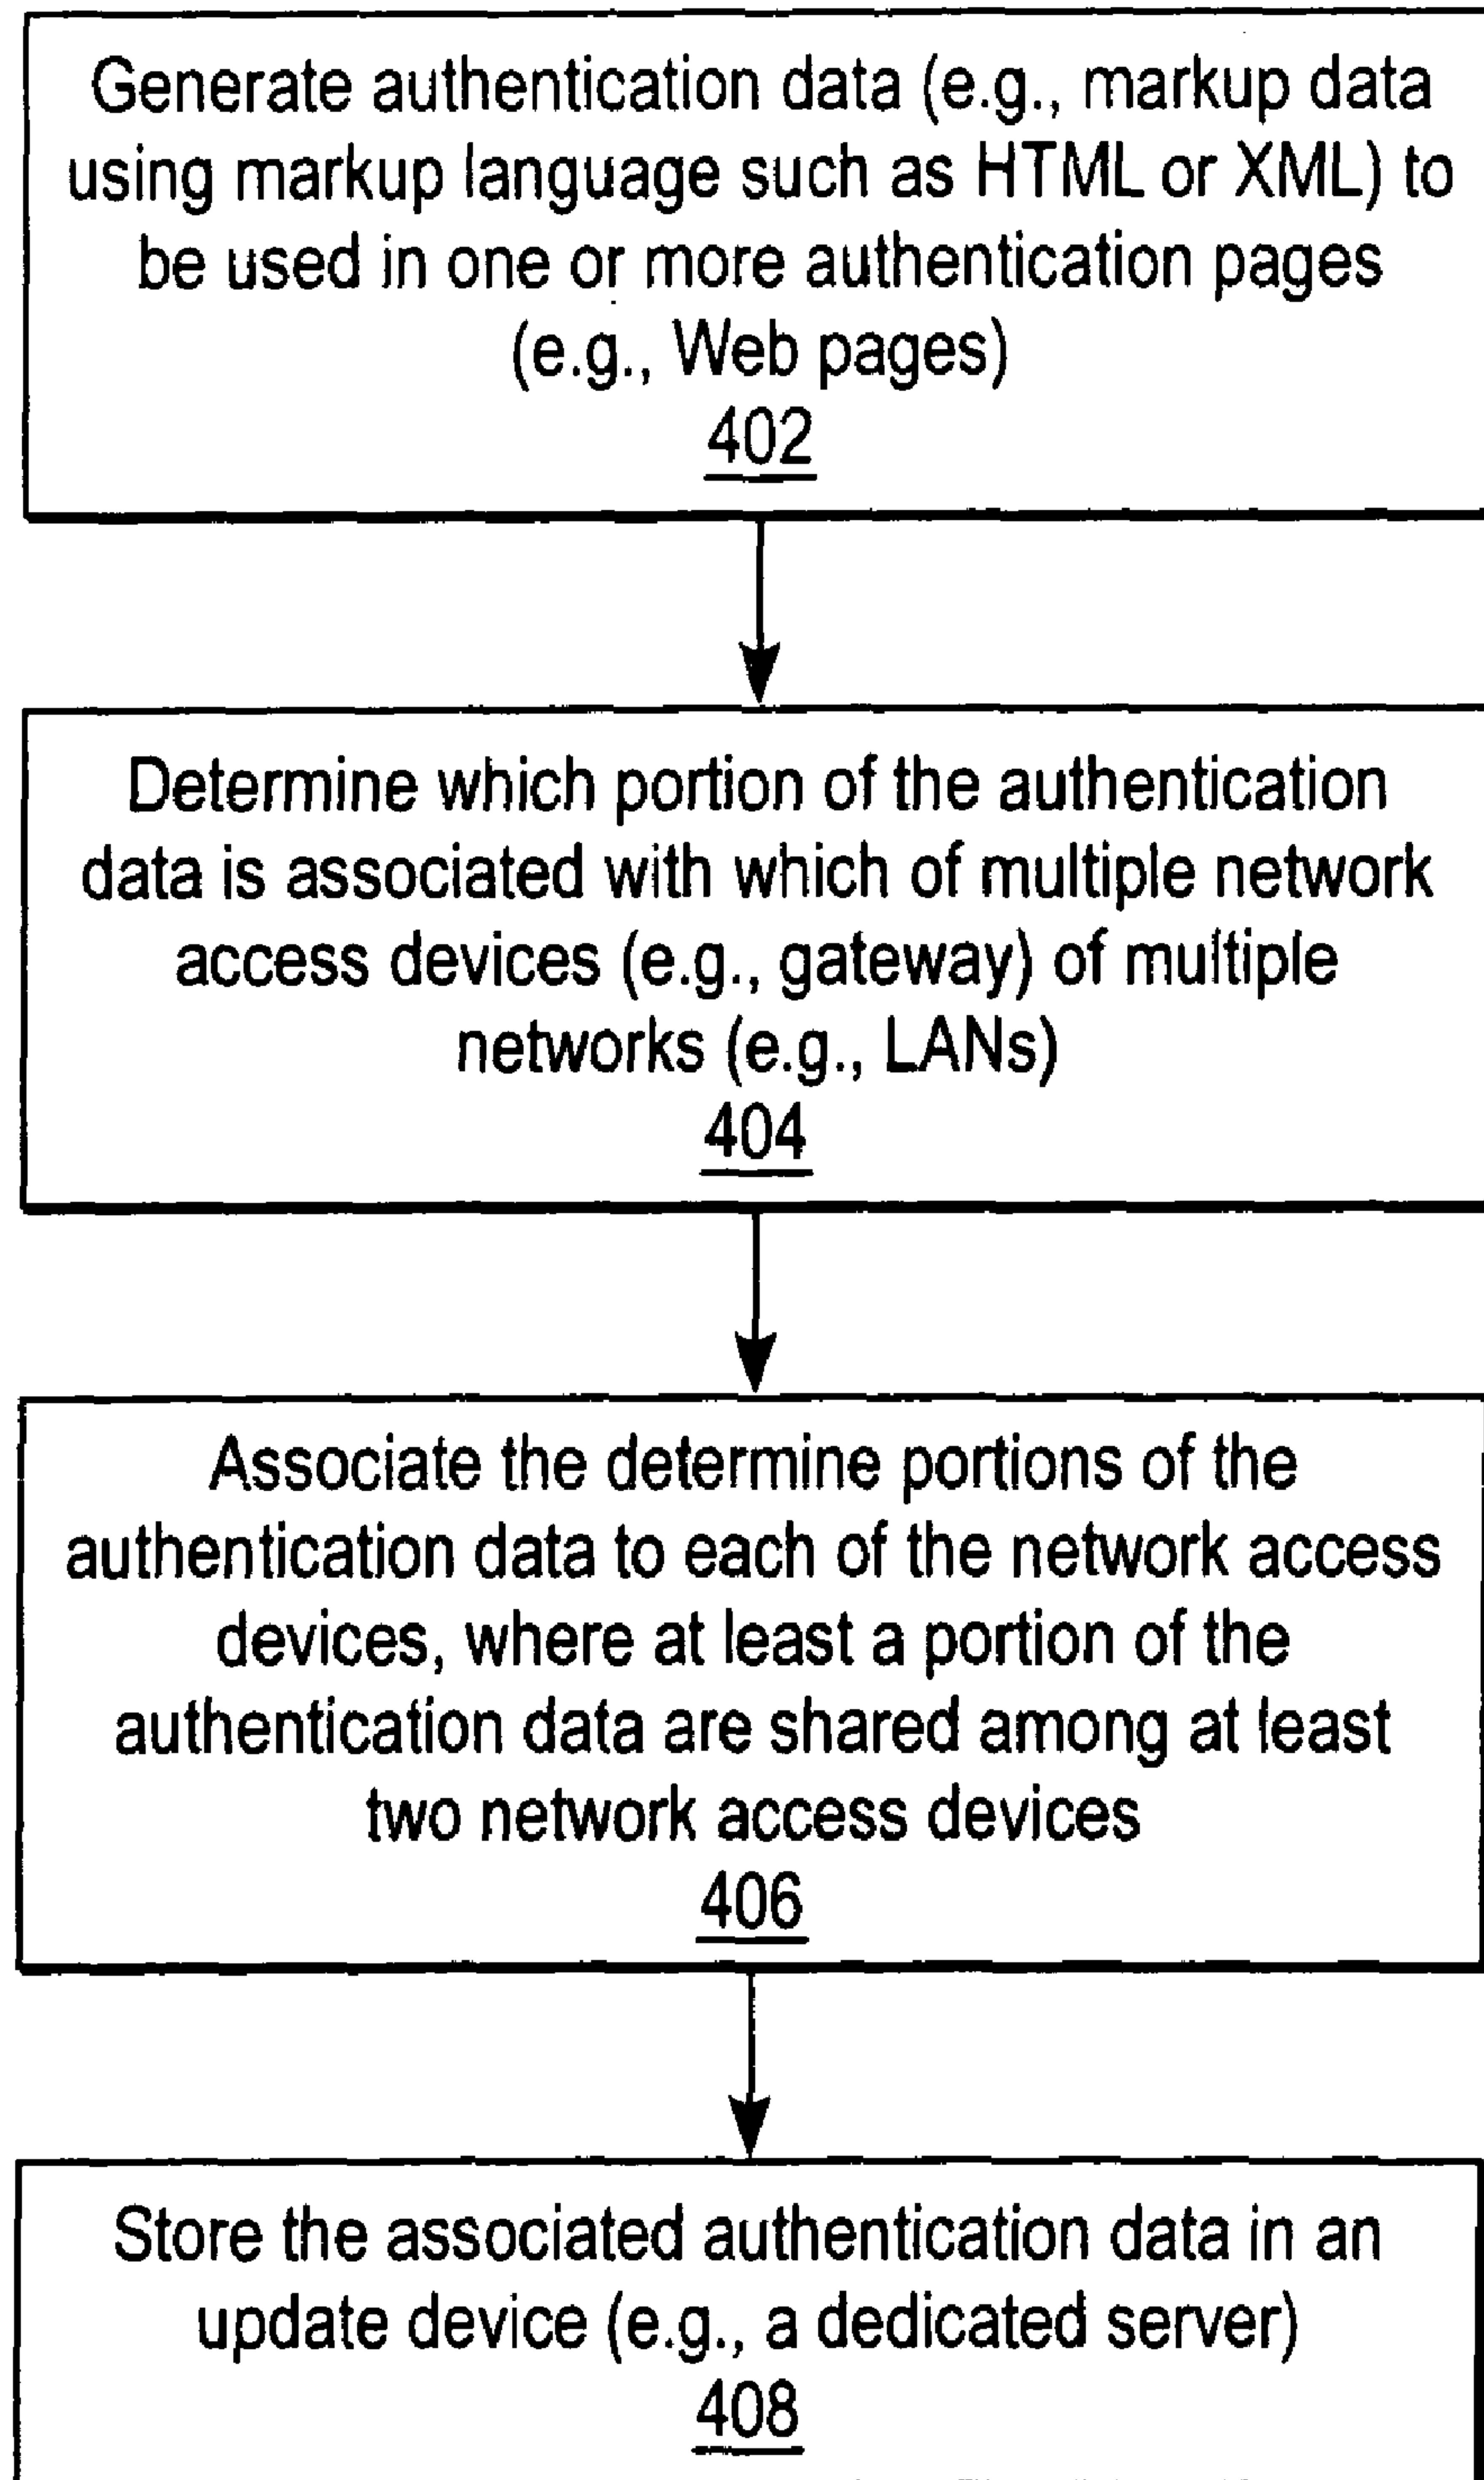 Generate authentication data (e.g., markup data
using markup language such as HTML or XML) to
be used in one or more authentication pages
(e.g., Web pages)
402
Determine which portion of the authentication
data is associated with which of multiple network
access devices (e.g., gateway) of multiple
networks (e.g., LANs)
404
Associate the determine portions of the
authentication data to each of the network access
devices, where at least a portion of the
authentication data are shared among at least
two network access devices
406
Store the associated authentication data in an
update device (e.g., a dedicated server)
408